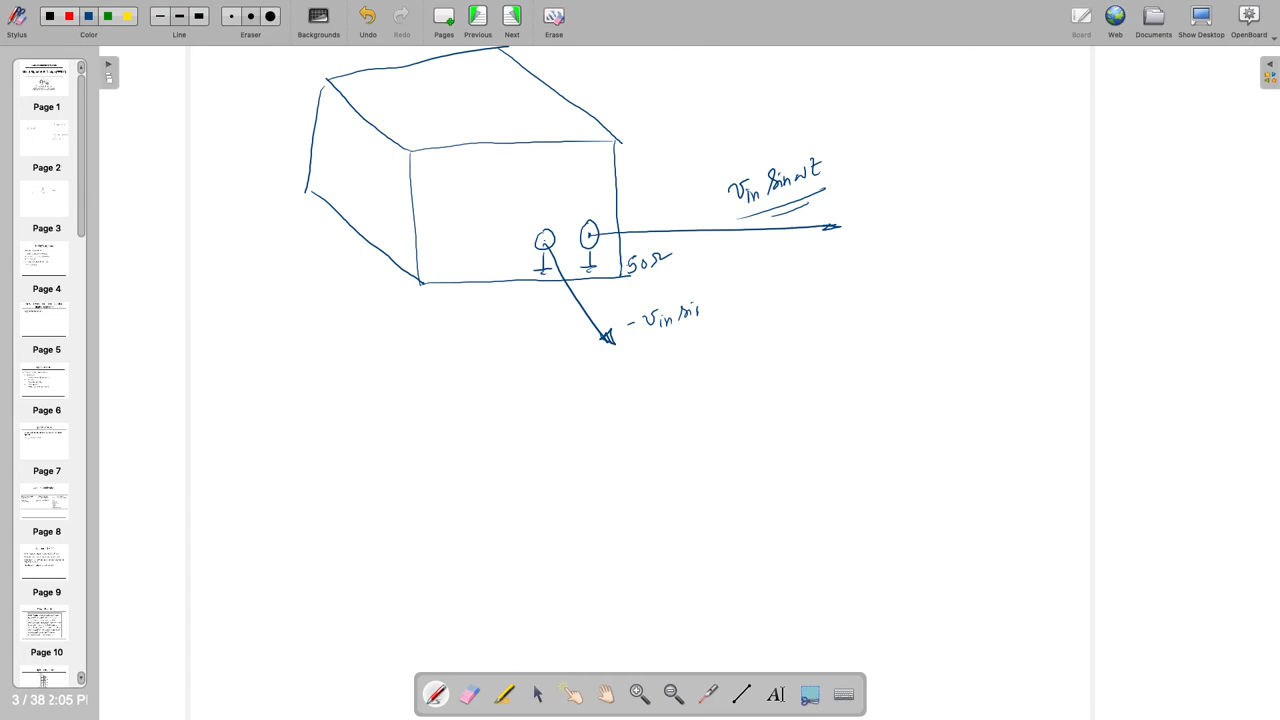 Stylus
Color
Line
Eraser
Backgrounds
Undo
Redo
Pages
Previous
Next
Erase
Board
Web
Documents
Show Desktop
OpenBoard
Page 1
Page 2
Page 3
Page 4
Page 5
Page 6
Page 7
Page 8
Page 9
Page 10
3 / 38 2:05 P
vin sin ωt
50Ω
- vin si